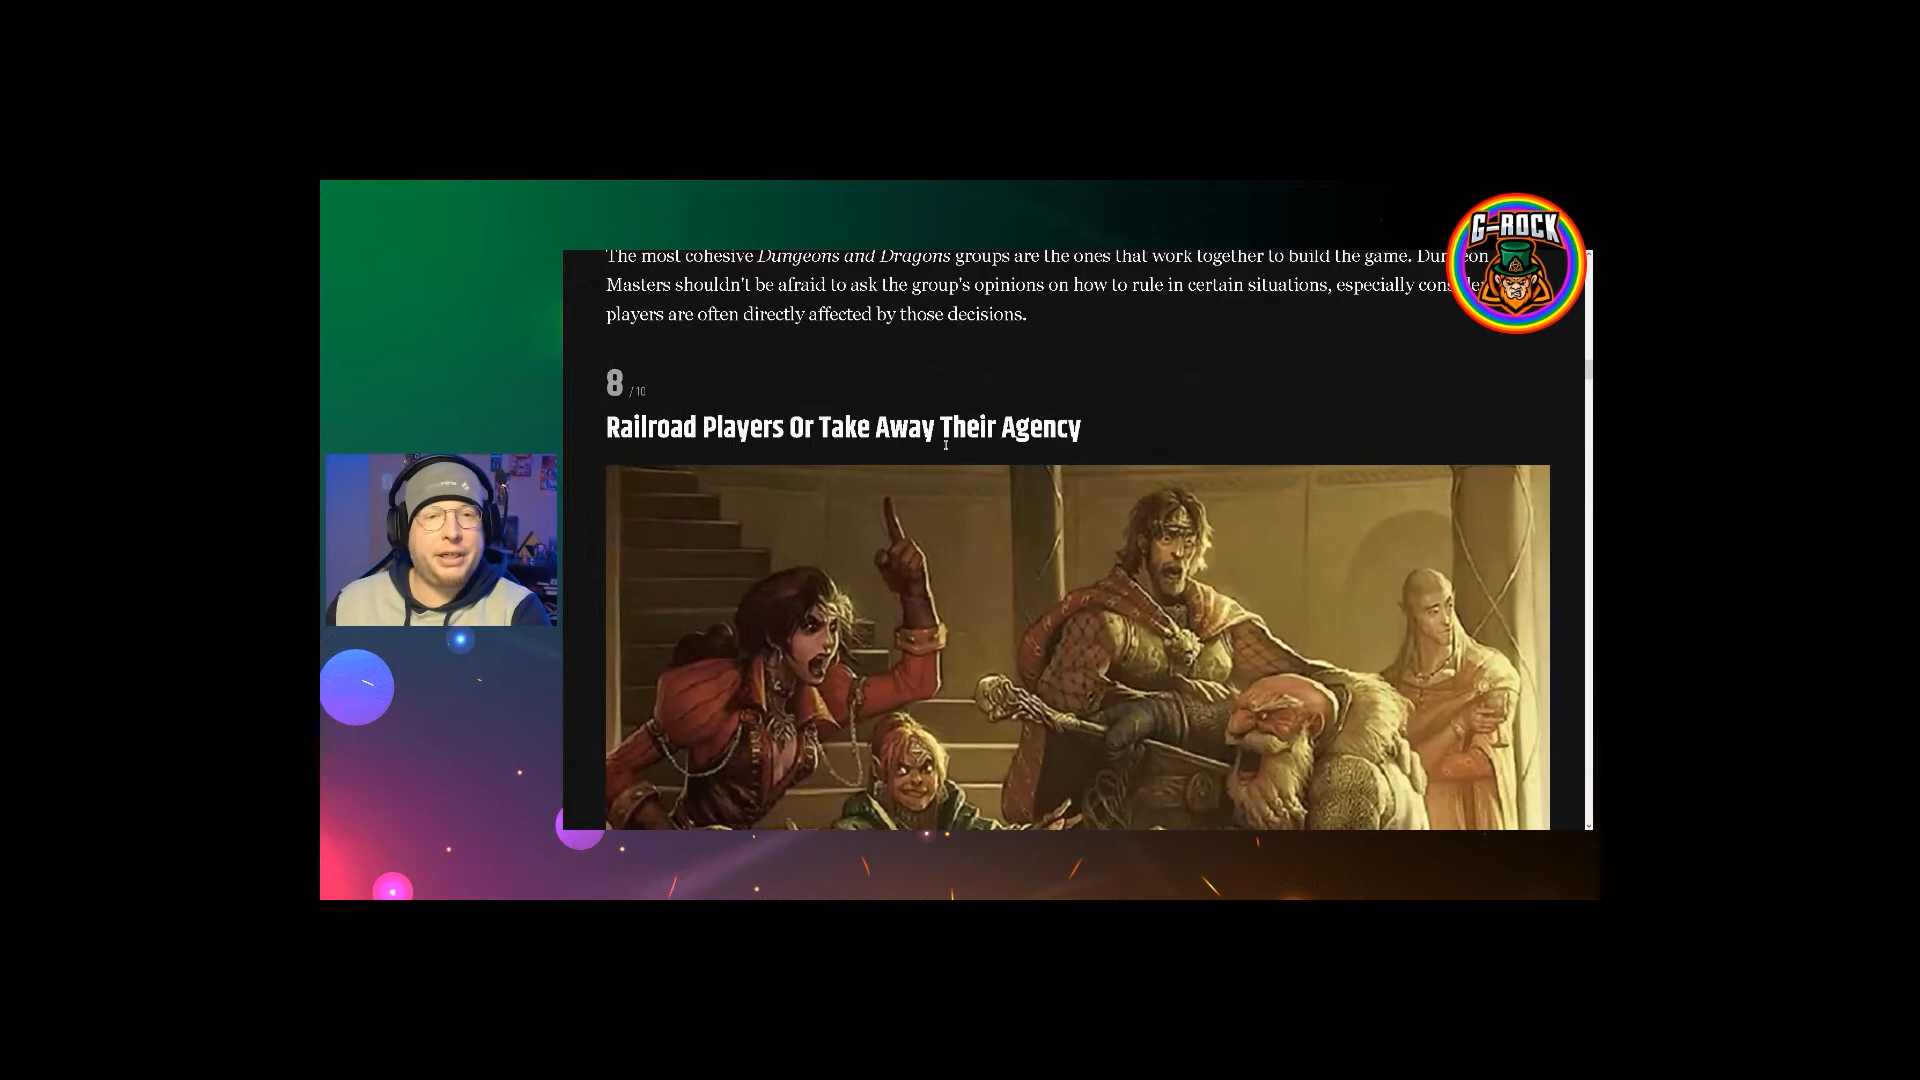 G-ROCK
The most cohesive Dungeons and Dragons groups are the ones that work together to build the game.
Masters shouldn't be afraid to ask the group's opinions on how to rule in certain situations, especially
players are often directly affected by those decisions.
8 / 10
Railroad Players Or Take Away Their Agency